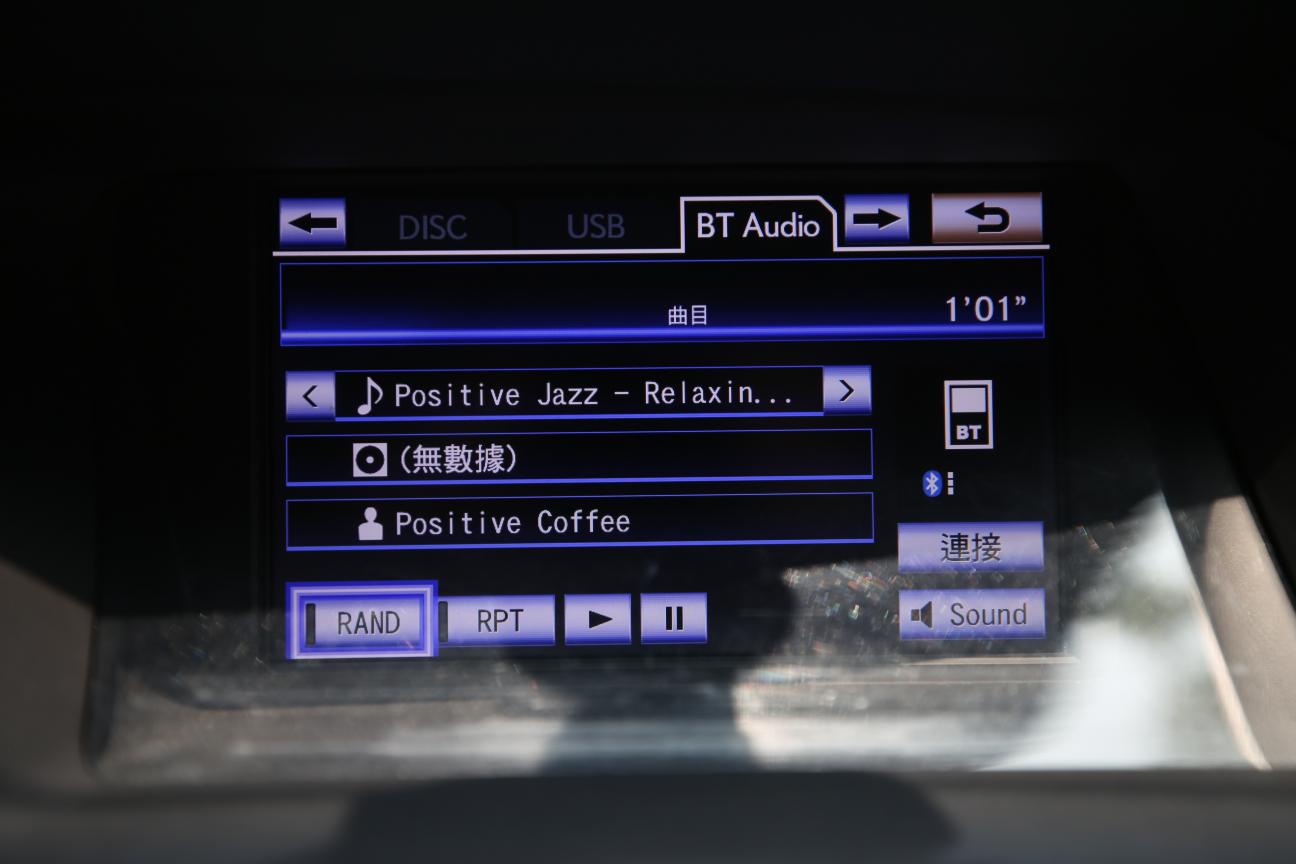 DISC USB BT Audio
曲目 1'01"
Positive Jazz - Relaxin...
BT
(無數據)
Positive Coffee
連接
RAND RPT Sound